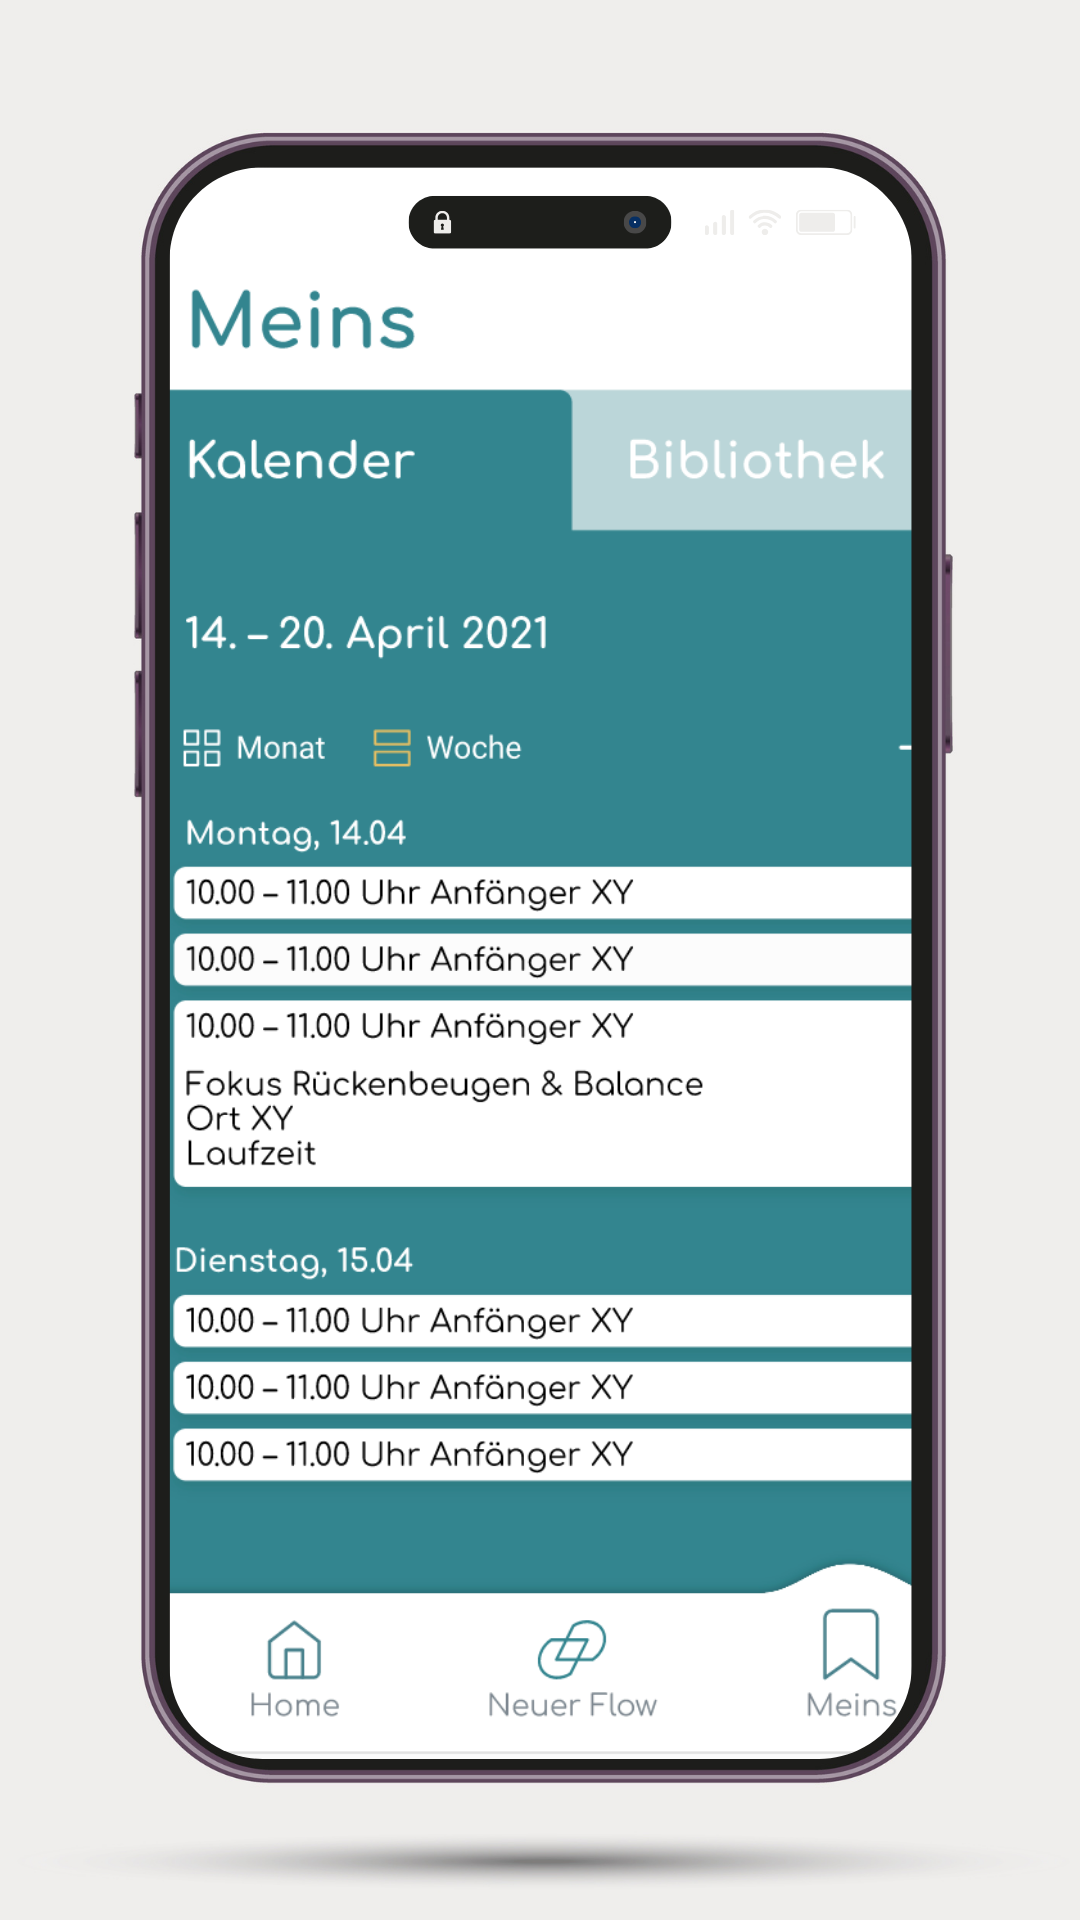 Meins
Kalender
Bibliothek
14. – 20. April 2021
Monat
Woche
Montag, 14.04
10.00 – 11.00 Uhr Anfänger XY
10.00 – 11.00 Uhr Anfänger XY
10.00 – 11.00 Uhr Anfänger XY
Fokus Rückenbeugen & Balance
Ort XY
Laufzeit
Dienstag, 15.04
10.00 – 11.00 Uhr Anfänger XY
10.00 – 11.00 Uhr Anfänger XY
10.00 – 11.00 Uhr Anfänger XY
Home
Neuer Flow
Meins